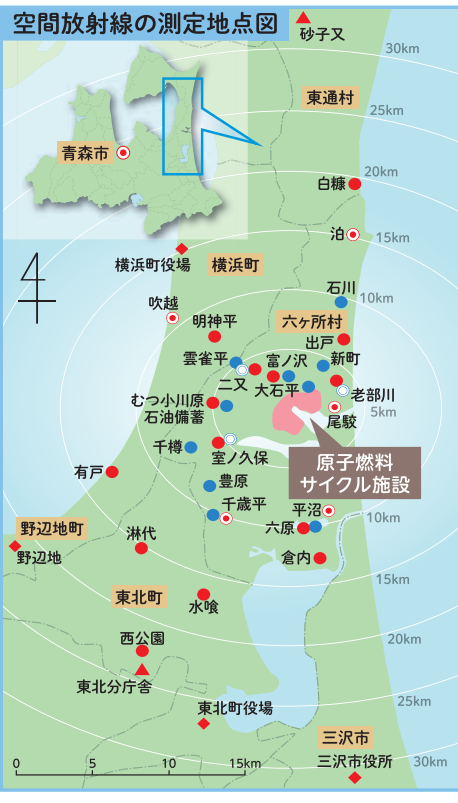 空間放射線の測定地点図
砂子又
30km
東通村
25km
青森市
20km
白糠
泊
15km
横浜町役場
横浜町
石川
10km
吹越
六ヶ所村
明神平
出戸
雲雀平
富ノ沢
新町
二又
大石平
老部川
むつ小川原
石油備蓄
5km
尾駮
千樽
室ノ久保
原子燃料
サイクル施設
有戸
豊原
千歳平
平沼
10km
野辺地町
六原
淋代
野辺地
倉内
15km
東北町
水喰
西公園
20km
東北分庁舎
東北町役場
25km
三沢市
三沢市役所
30km
0
5
10
15km